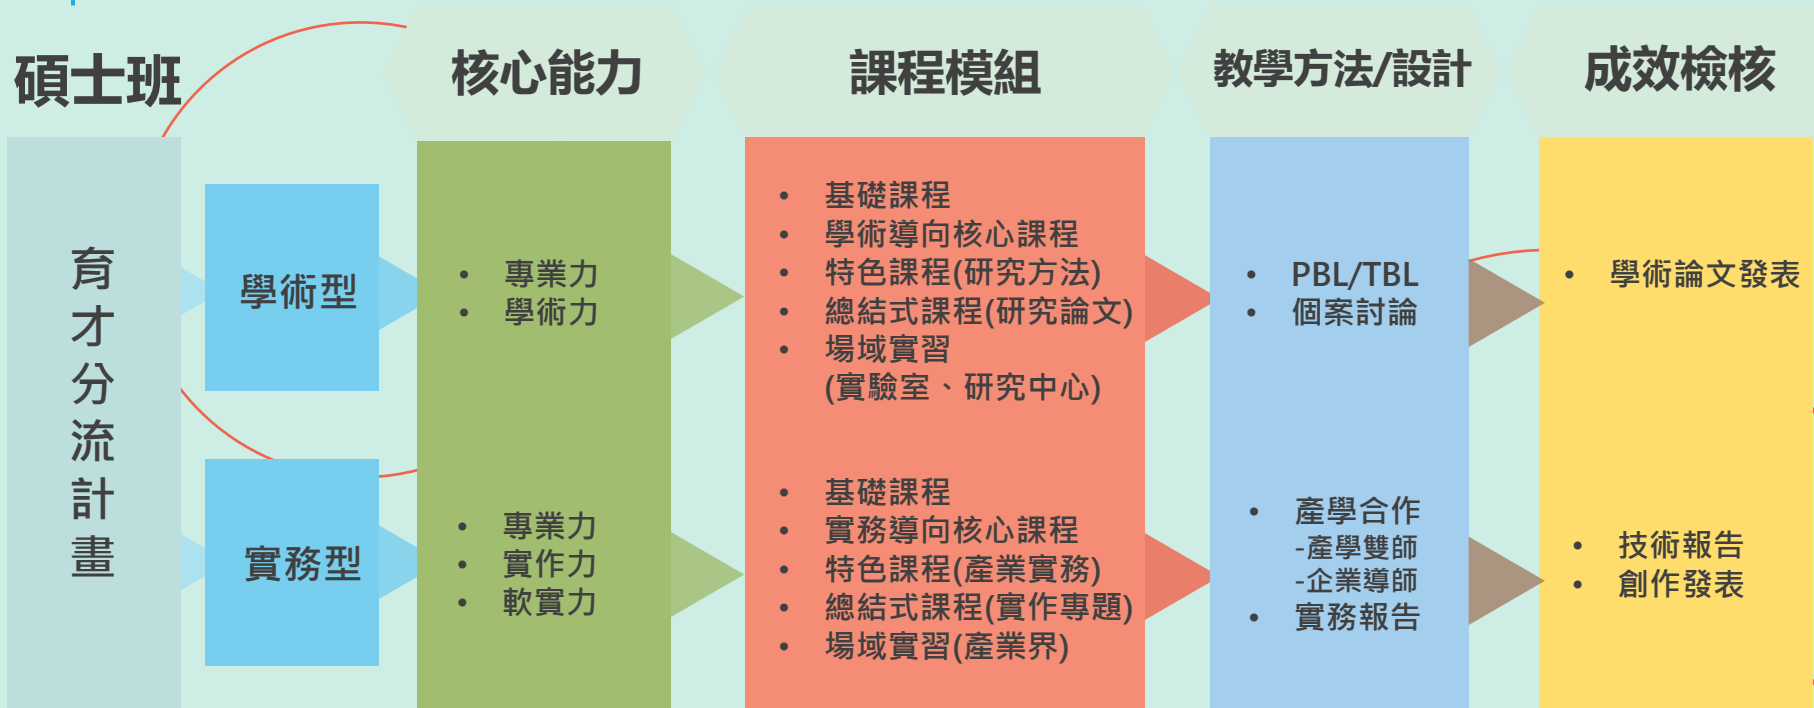 碩士班
核心能力
課程模組
教學方法/設計
成效檢核
育才分流計畫
學術型
• 專業力
• 學術力
• 基礎課程
• 學術導向核心課程
• 特色課程(研究方法)
• 總結式課程(研究論文)
• 場域實習
(實驗室、研究中心)
• PBL/TBL
• 個案討論
• 學術論文發表
實務型
• 專業力
• 實作力
• 軟實力
• 基礎課程
• 實務導向核心課程
• 特色課程(產業實務)
• 總結式課程(實作專題)
• 場域實習(產業界)
• 產學合作
-產學雙師
-企業導師
• 實務報告
• 技術報告
• 創作發表